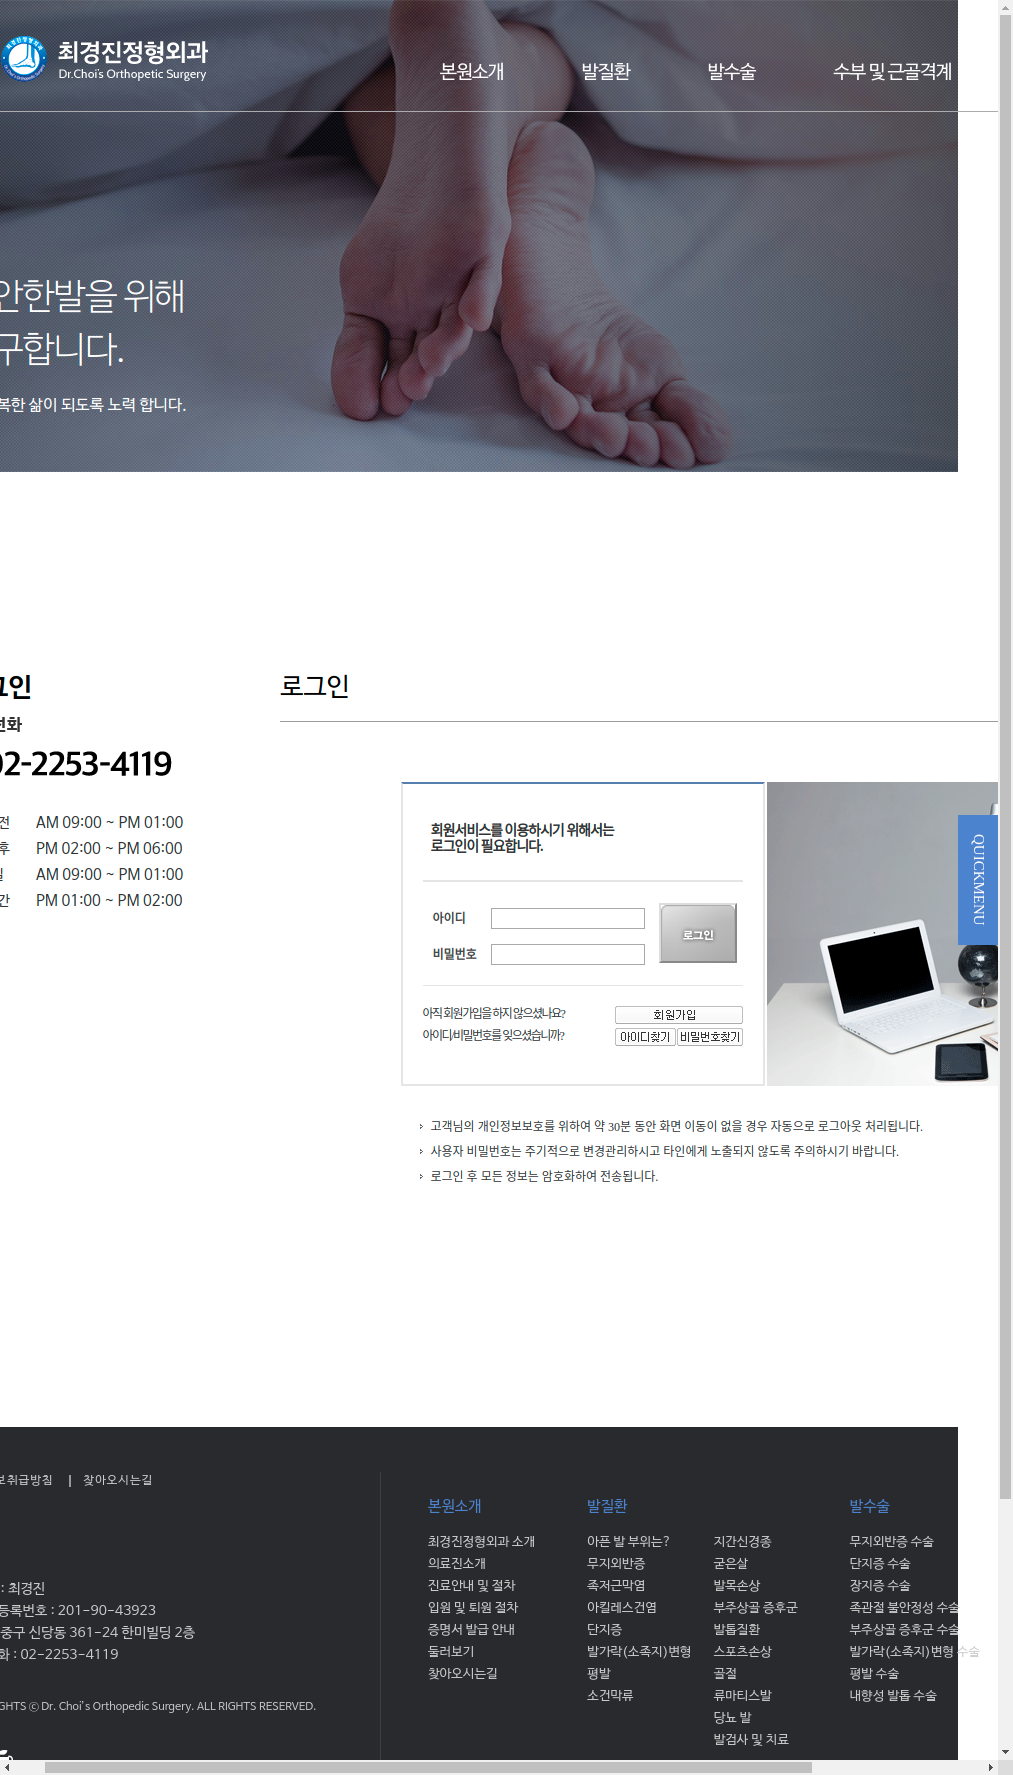 최경진정형외과
Dr.Choi's Orthopetic Surgery
본원소개 발질환 발수술 수부 및 근골격계
안한발을 위해
구합니다.
복한 삶이 되도록 노력 합니다.
그인
전화
02-2253-4119
전 AM 09:00 ~ PM 01:00
후 PM 02:00 ~ PM 06:00
일 AM 09:00 ~ PM 01:00
간 PM 01:00 ~ PM 02:00
로그인
회원서비스를 이용하시기 위해서는
로그인이 필요합니다.
아이디
비밀번호
로그인
아직 회원가입을 하지 않으셨나요?
회원가입
아이디/비밀번호를 잊으셨습니까?
아이디찾기 비밀번호찾기
QUICKMENU
고객님의 개인정보보호를 위하여 약 30분 동안 화면 이동이 없을 경우 자동으로 로그아웃 처리됩니다.
사용자 비밀번호는 주기적으로 변경관리하시고 타인에게 노출되지 않도록 주의하시기 바랍니다.
로그인 후 모든 정보는 암호화하여 전송됩니다.
보취급방침 | 찾아오시는길
: 최경진
등록번호 : 201-90-43923
중구 신당동 361-24 한미빌딩 2층
화 : 02-2253-4119
GHTS ⓒ Dr. Choi's Orthopedic Surgery. ALL RIGHTS RESERVED.
본원소개
최경진정형외과 소개
의료진소개
진료안내 및 절차
입원 및 퇴원 절차
증명서 발급 안내
둘러보기
찾아오시는길
발질환
아픈 발 부위는?
무지외반증
족저근막염
아킬레스건염
단지증
발가락(소족지)변형
평발
소건막류
지간신경종
굳은살
발목손상
부주상골 증후군
발톱질환
스포츠손상
골절
류마티스발
당뇨 발
발검사 및 치료
발수술
무지외반증 수술
단지증 수술
장지증 수술
족관절 불안정성 수술
부주상골 증후군 수술
발가락(소족지)변형 수술
평발 수술
내향성 발톱 수술